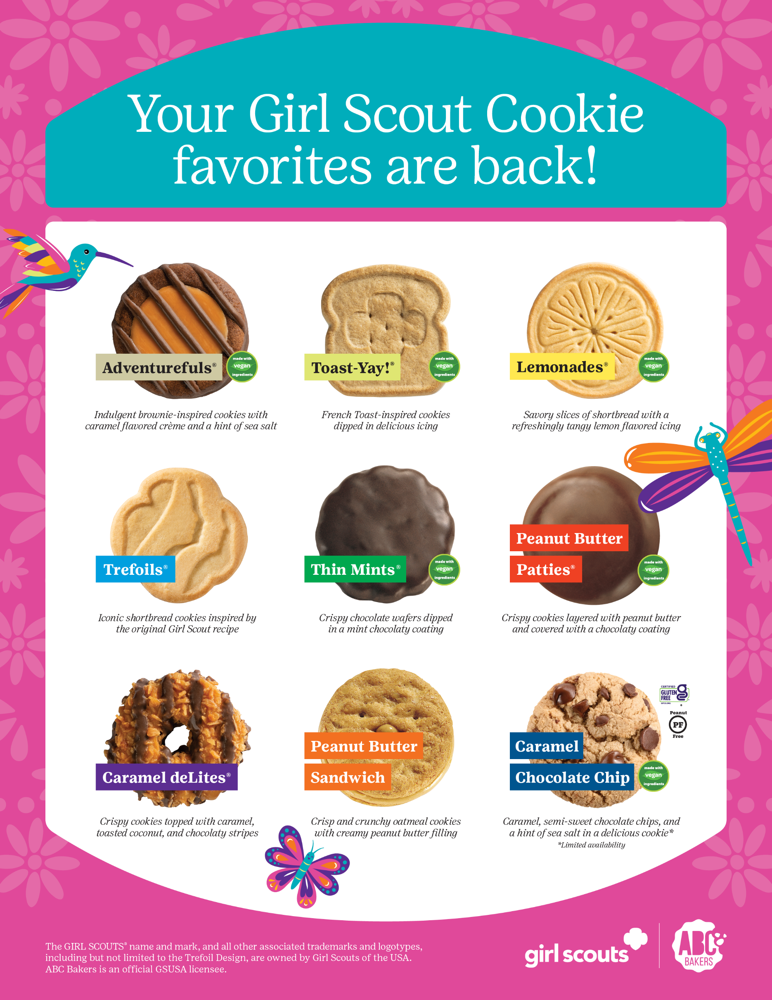 Your Girl Scout Cookie
favorites are back!
Adventurefuls®
made with
vegan
ingredients
Indulgent brownie-inspired cookies with
caramel flavored crème and a hint of sea salt
Toast-Yay!®
made with
vegan
ingredients
French Toast-inspired cookies
dipped in delicious icing
Lemonades®
made with
vegan
ingredients
Savory slices of shortbread with a
refreshingly tangy lemon flavored icing
Trefoils®
Iconic shortbread cookies inspired by
the original Girl Scout recipe
Thin Mints®
made with
vegan
ingredients
Crispy chocolate wafers dipped
in a mint chocolaty coating
Peanut Butter
Patties®
made with
vegan
ingredients
Crispy cookies layered with peanut butter
and covered with a chocolaty coating
Caramel deLites®
Crispy cookies topped with caramel,
toasted coconut, and chocolaty stripes
Peanut Butter
Sandwich
Crisp and crunchy oatmeal cookies
with creamy peanut butter filling
CERTIFIED
GLUTEN
FREE
GFCO.ORG
®
Peanut
PF
Free
Caramel
Chocolate Chip
made with
vegan
ingredients
Caramel, semi-sweet chocolate chips, and
a hint of sea salt in a delicious cookie*
*Limited availability
The GIRL SCOUTS® name and mark, and all other associated trademarks and logotypes,
including but not limited to the Trefoil Design, are owned by Girl Scouts of the USA.
ABC Bakers is an official GSUSA licensee.
girl scouts
ABC
BAKERS